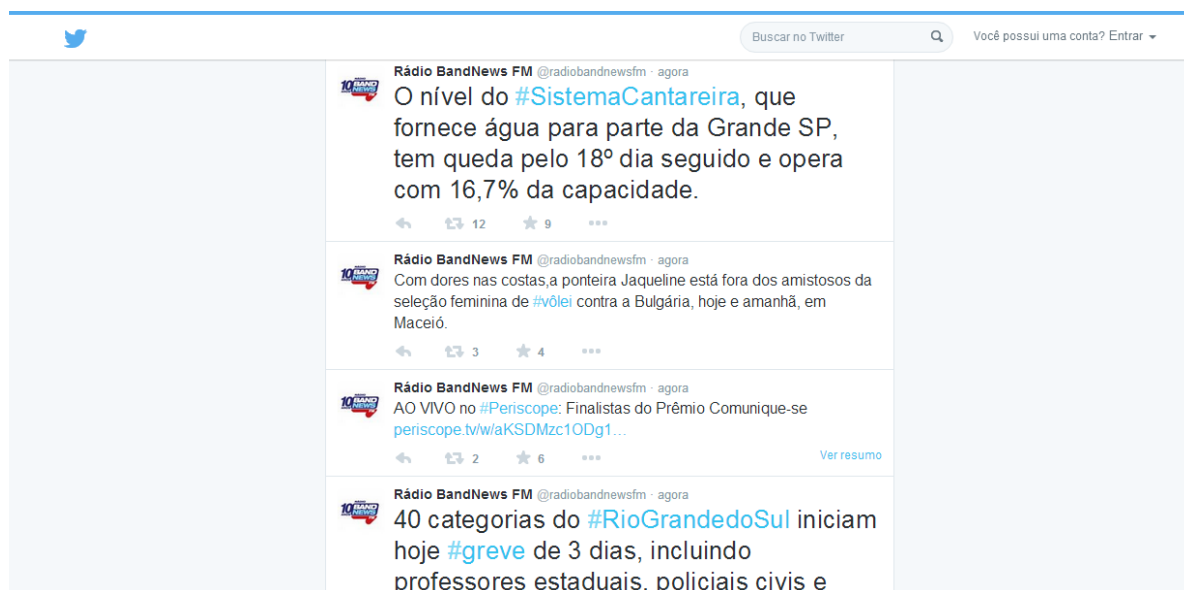 Buscar no Twitter
Você possui uma conta? Entrar
Rádio BandNews FM @radiobandnewsfm · agora
O nível do #SistemaCantareira, que
fornece água para parte da Grande SP,
tem queda pelo 18º dia seguido e opera
com 16,7% da capacidade.
12 9
Rádio BandNews FM @radiobandnewsfm · agora
Com dores nas costas,a ponteira Jaqueline está fora dos amistosos da
seleção feminina de #vôlei contra a Bulgária, hoje e amanhã, em
Maceió.
3 4
Rádio BandNews FM @radiobandnewsfm · agora
AO VIVO no #Periscope: Finalistas do Prêmio Comunique-se
periscope.tv/w/aKSDMzc1ODg1…
2 6
Ver resumo
Rádio BandNews FM @radiobandnewsfm · agora
40 categorias do #RioGrandedoSul iniciam
hoje #greve de 3 dias, incluindo
professores estaduais, policiais civis e